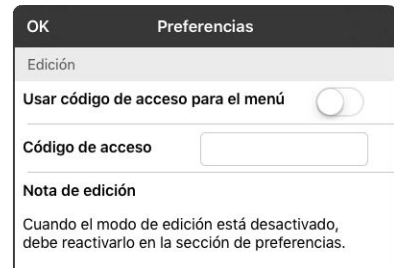 OK Preferencias
Edición
Usar código de acceso para el menú
Código de acceso
Nota de edición
Cuando el modo de edición está desactivado,
debe reactivarlo en la sección de preferencias.